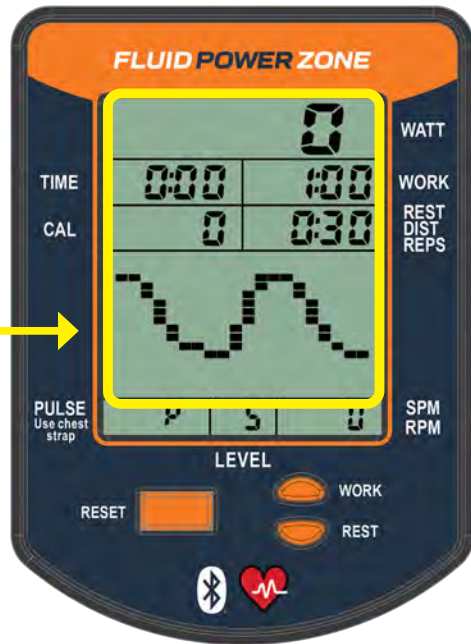 FLUID POWER ZONE
0 WATT
TIME 0:00 1:00 WORK
CAL 0 0:30 REST
DIST
REPS
PULSE P 5 0 SPM
Use chest RPM
strap
LEVEL
RESET WORK
REST